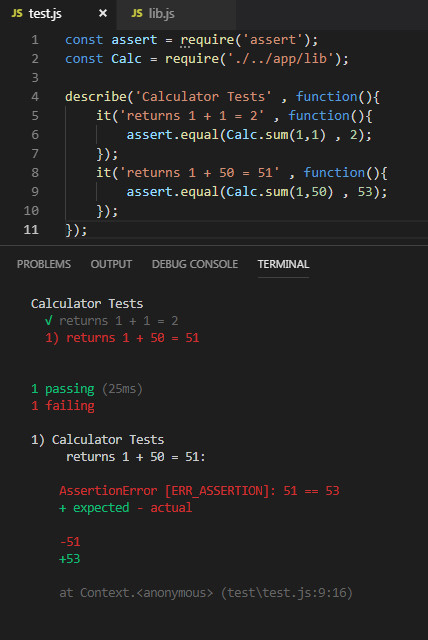 JS test.js × JS lib.js
1 const assert = require('assert');
2 const Calc = require('./../app/lib');
3
4 describe('Calculator Tests' , function(){
5 it('returns 1 + 1 = 2' , function(){
6 assert.equal(Calc.sum(1,1) , 2);
7 });
8 it('returns 1 + 50 = 51' , function(){
9 assert.equal(Calc.sum(1,50) , 53);
10 });
11 });
PROBLEMS OUTPUT DEBUG CONSOLE TERMINAL
Calculator Tests
√ returns 1 + 1 = 2
1) returns 1 + 50 = 51
1 passing (25ms)
1 failing
1) Calculator Tests
returns 1 + 50 = 51:
AssertionError [ERR_ASSERTION]: 51 == 53
+ expected - actual
-51
+53
at Context.<anonymous> (test\test.js:9:16)